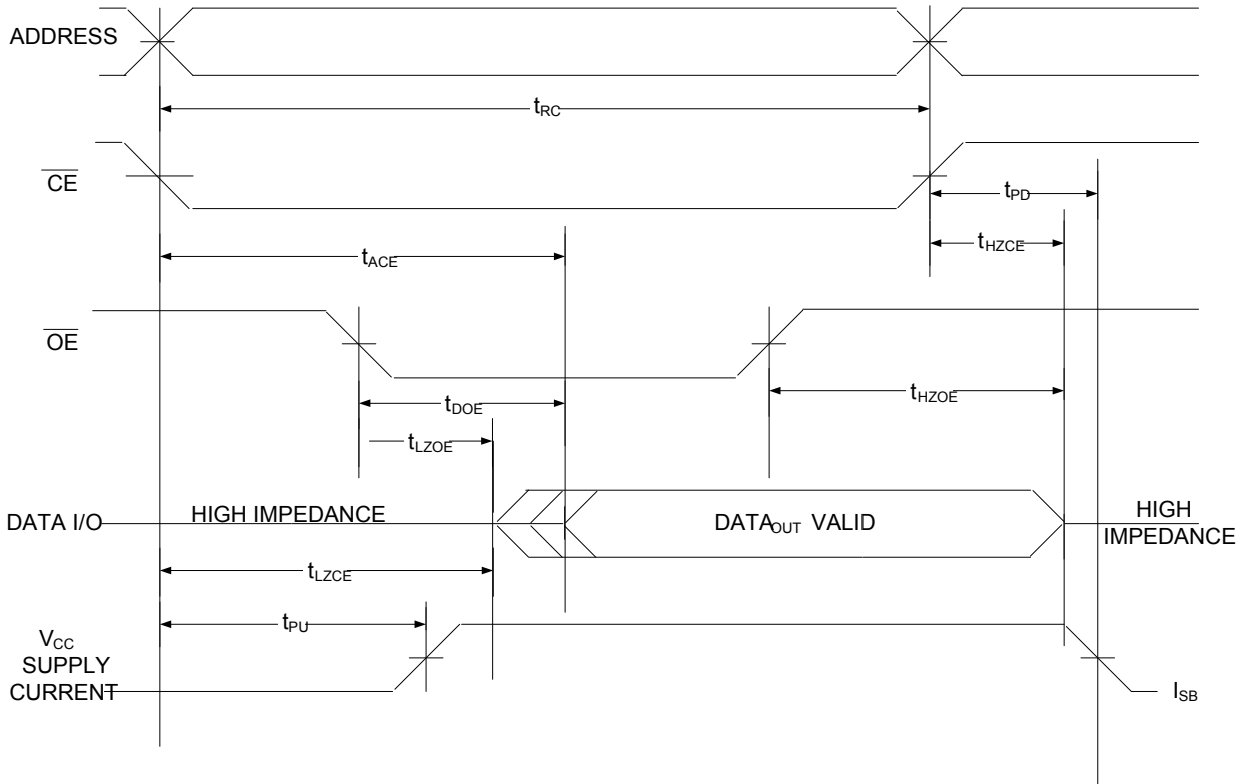 ADDRESS
tRC
CE
tPD
tHZCE
tACE
OE
tHZOE
tDOE
tLZOE
DATA I/O
HIGH IMPEDANCE
DATAOUT VALID
HIGH
IMPEDANCE
tLZCE
tPU
VCC
SUPPLY
CURRENT
ISB